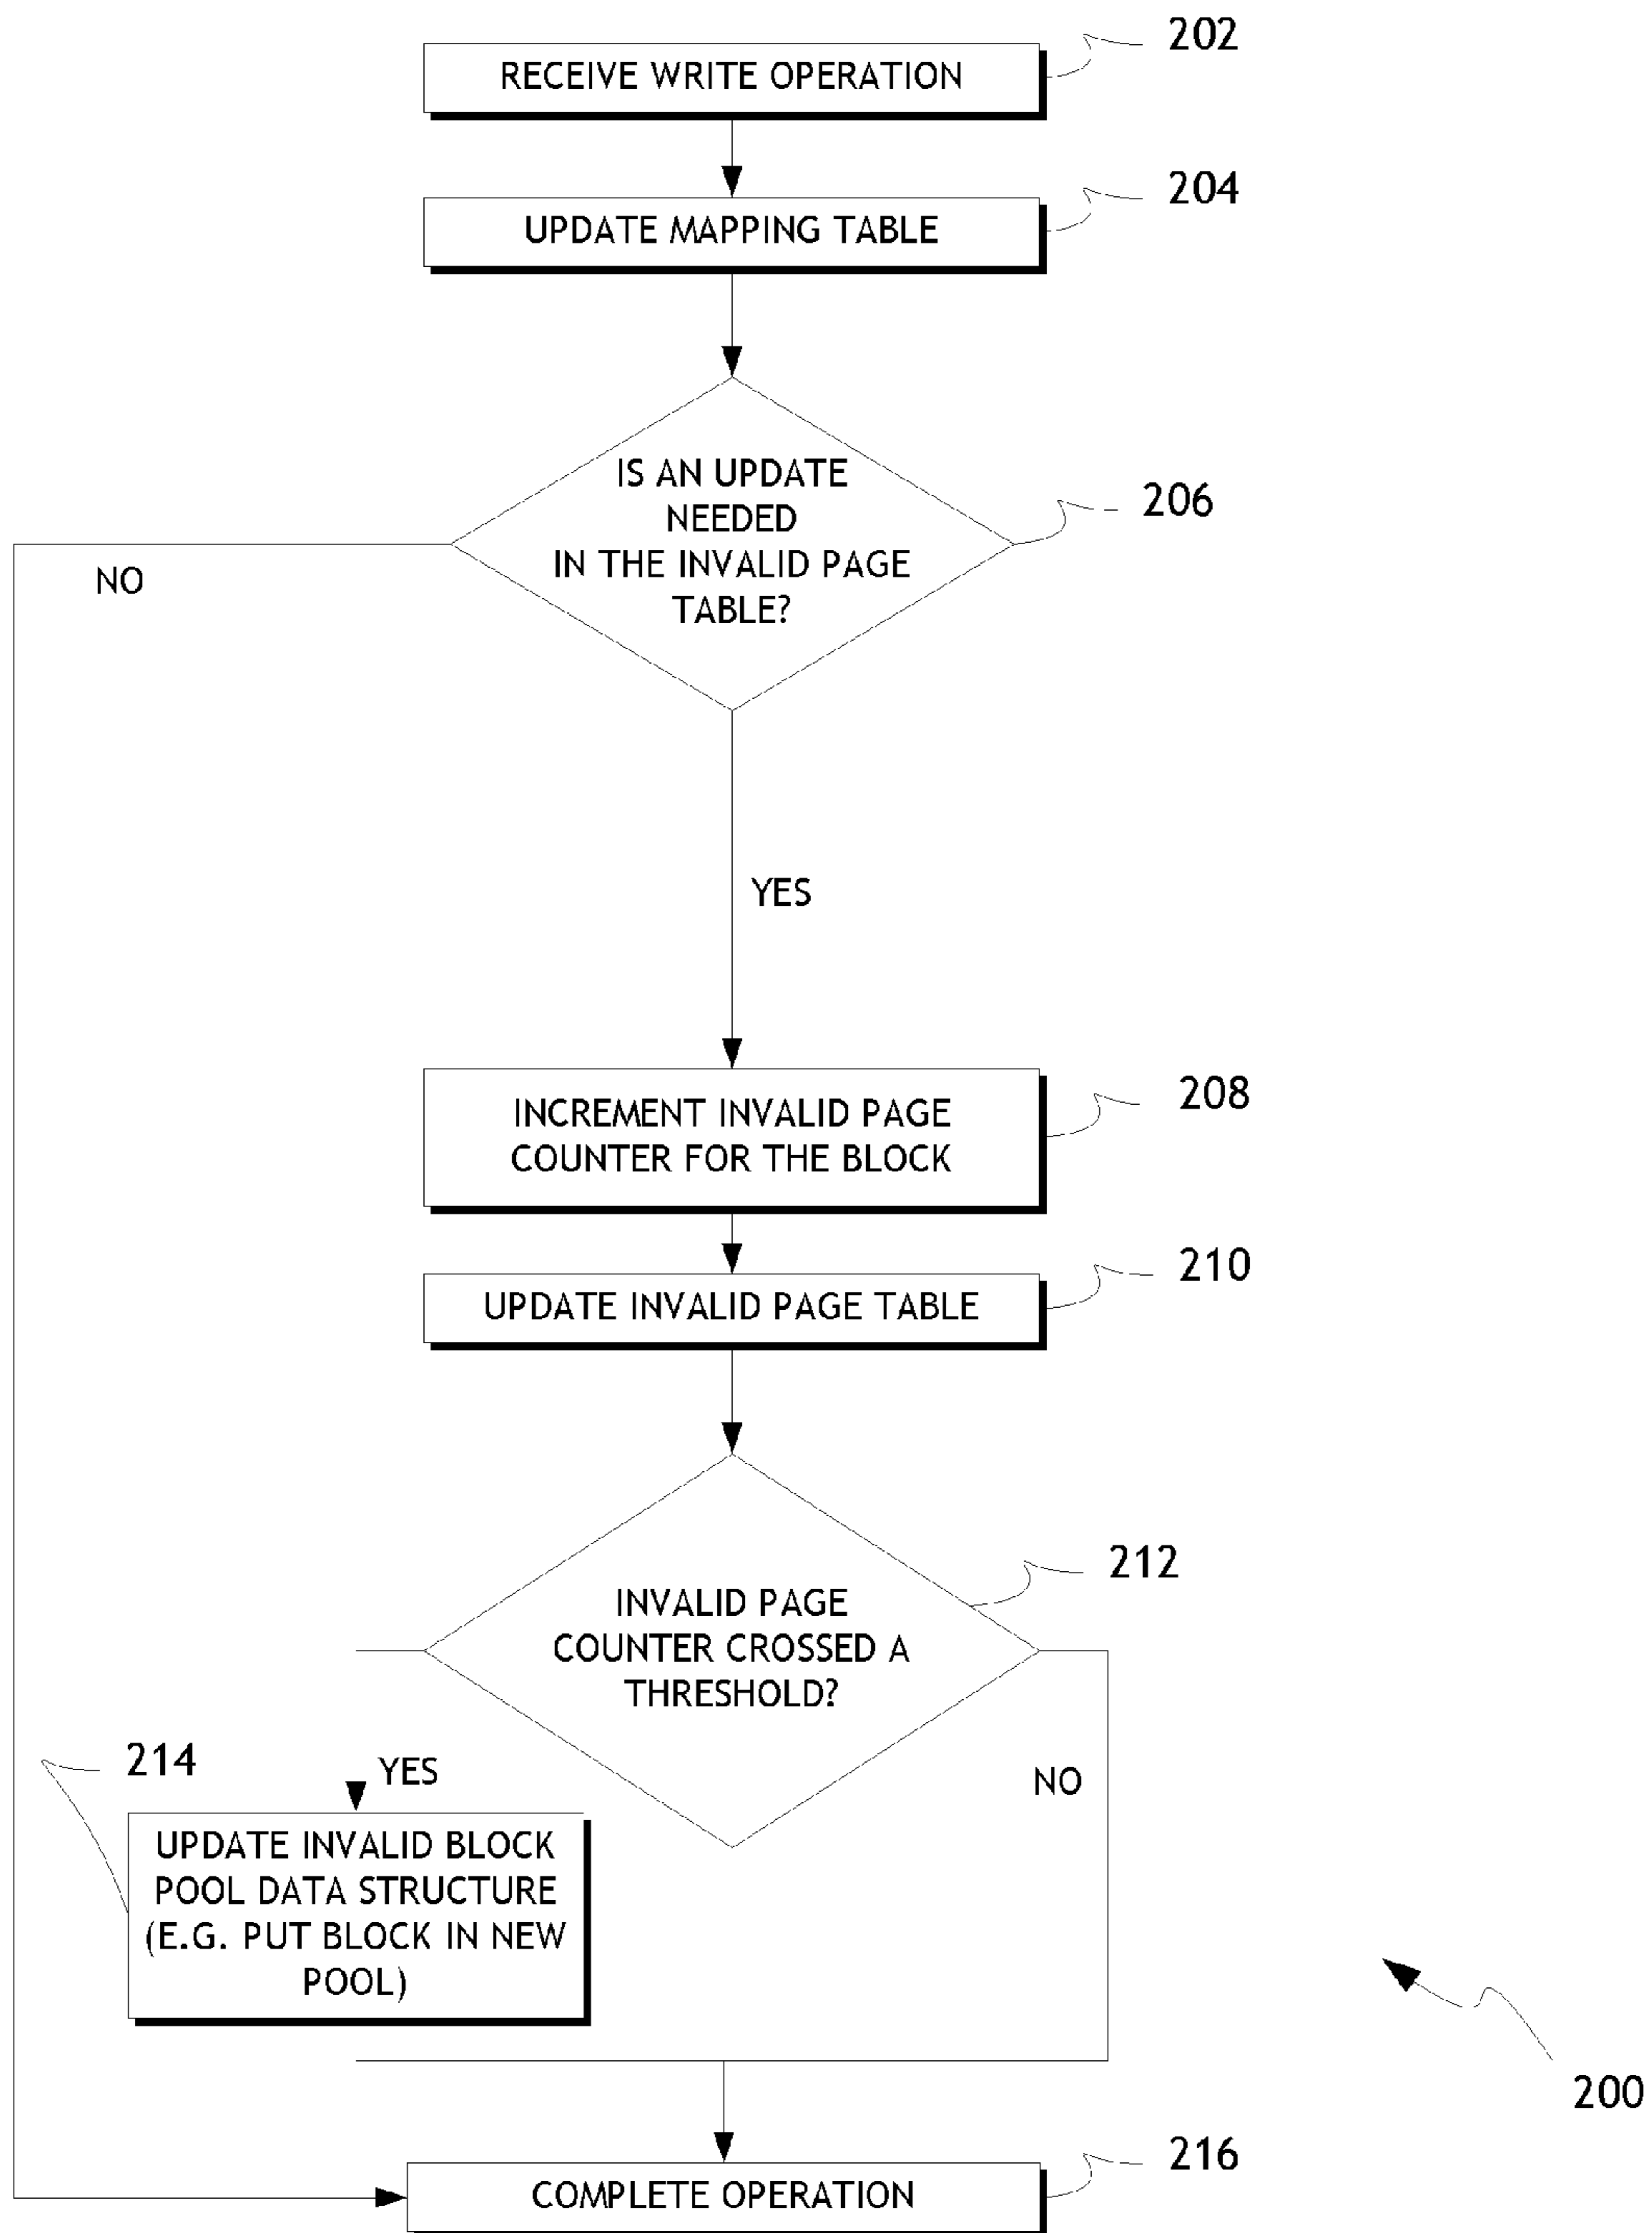 202
RECEIVE WRITE OPERATION
204
UPDATE MAPPING TABLE
IS AN UPDATE
NEEDED
IN THE INVALID PAGE
TABLE?
206
NO
YES
208
INCREMENT INVALID PAGE
COUNTER FOR THE BLOCK
210
UPDATE INVALID PAGE TABLE
212
INVALID PAGE
COUNTER CROSSED A
THRESHOLD?
214
YES
NO
UPDATE INVALID BLOCK
POOL DATA STRUCTURE
(E.G. PUT BLOCK IN NEW
POOL)
200
216
COMPLETE OPERATION